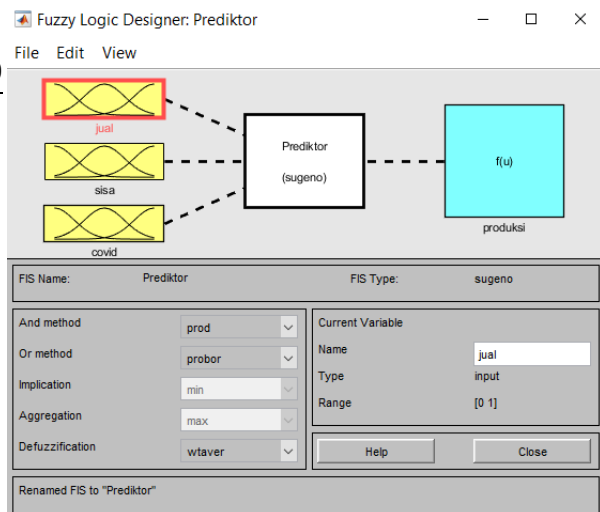 Fuzzy Logic Designer: Prediktor
File Edit View
jual
sisa
covid
Prediktor
(sugeno)
f(u)
produksi
FIS Name: Prediktor FIS Type: sugeno
And method prod
Or method probor
Implication min
Aggregation max
Defuzzification wtaver
Current Variable
Name jual
Type input
Range [0 1]
Help Close
Renamed FIS to "Prediktor"